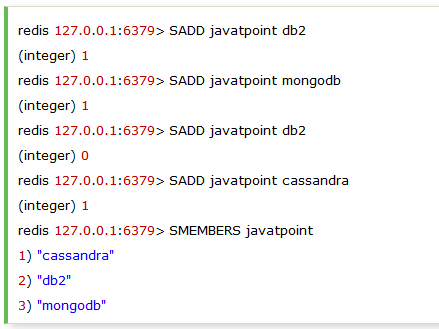 redis 127.0.0.1:6379> SADD javatpoint db2
(integer) 1
redis 127.0.0.1:6379> SADD javatpoint mongodb
(integer) 1
redis 127.0.0.1:6379> SADD javatpoint db2
(integer) 0
redis 127.0.0.1:6379> SADD javatpoint cassandra
(integer) 1
redis 127.0.0.1:6379> SMEMBERS javatpoint
1) "cassandra"
2) "db2"
3) "mongodb"